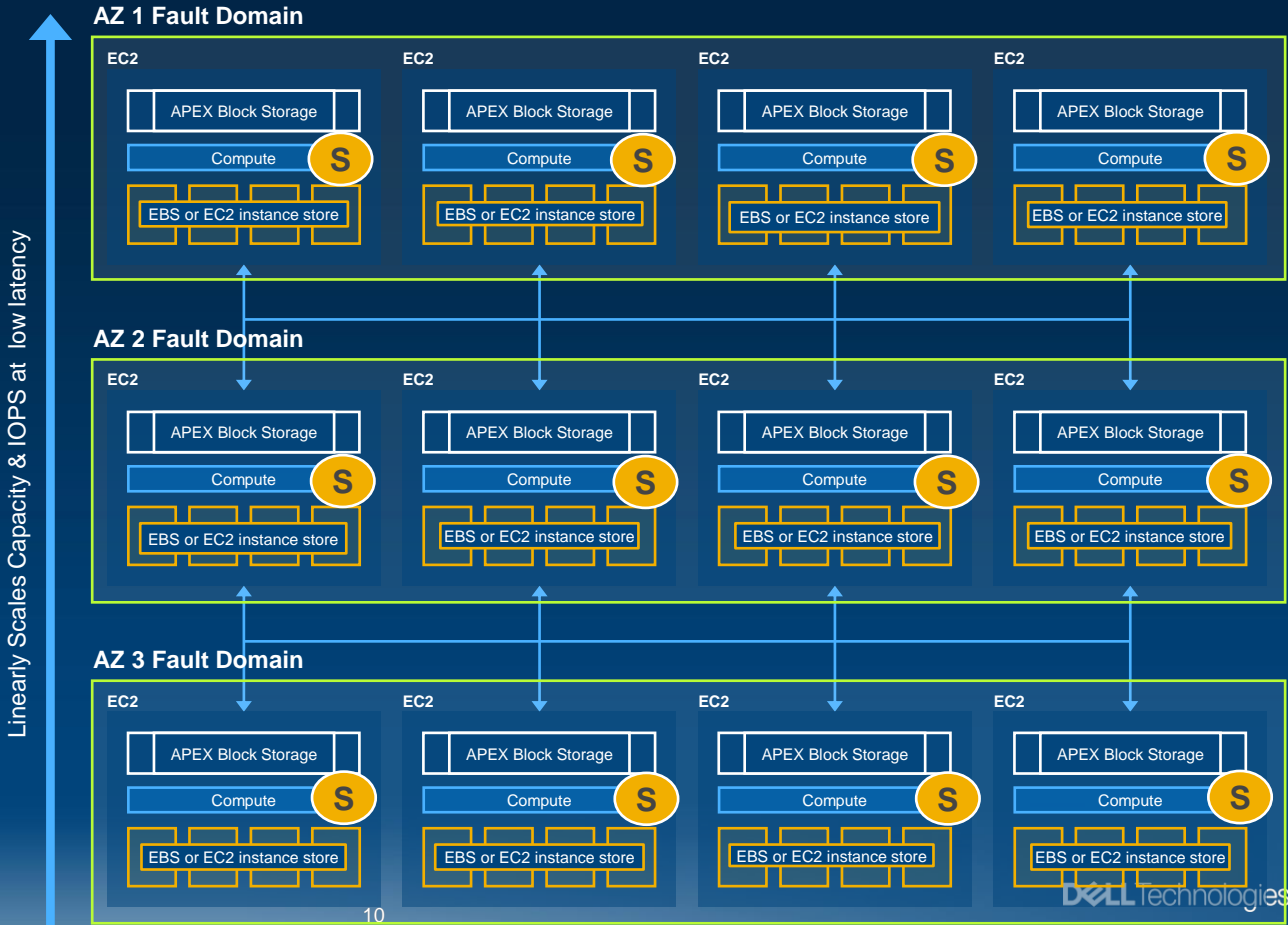 Linearly Scales Capacity & IOPS at low latency
AZ 1 Fault Domain
EC2
APEX Block Storage
Compute
S
EBS or EC2 instance store
EC2
APEX Block Storage
Compute
S
EBS or EC2 instance store
EC2
APEX Block Storage
Compute
S
EBS or EC2 instance store
EC2
APEX Block Storage
Compute
S
EBS or EC2 instance store
AZ 2 Fault Domain
EC2
APEX Block Storage
Compute
S
EBS or EC2 instance store
EC2
APEX Block Storage
Compute
S
EBS or EC2 instance store
EC2
APEX Block Storage
Compute
S
EBS or EC2 instance store
EC2
APEX Block Storage
Compute
S
EBS or EC2 instance store
AZ 3 Fault Domain
EC2
APEX Block Storage
Compute
S
EBS or EC2 instance store
EC2
APEX Block Storage
Compute
S
EBS or EC2 instance store
EC2
APEX Block Storage
Compute
S
EBS or EC2 instance store
EC2
APEX Block Storage
Compute
S
EBS or EC2 instance store
10
DELL Technologies